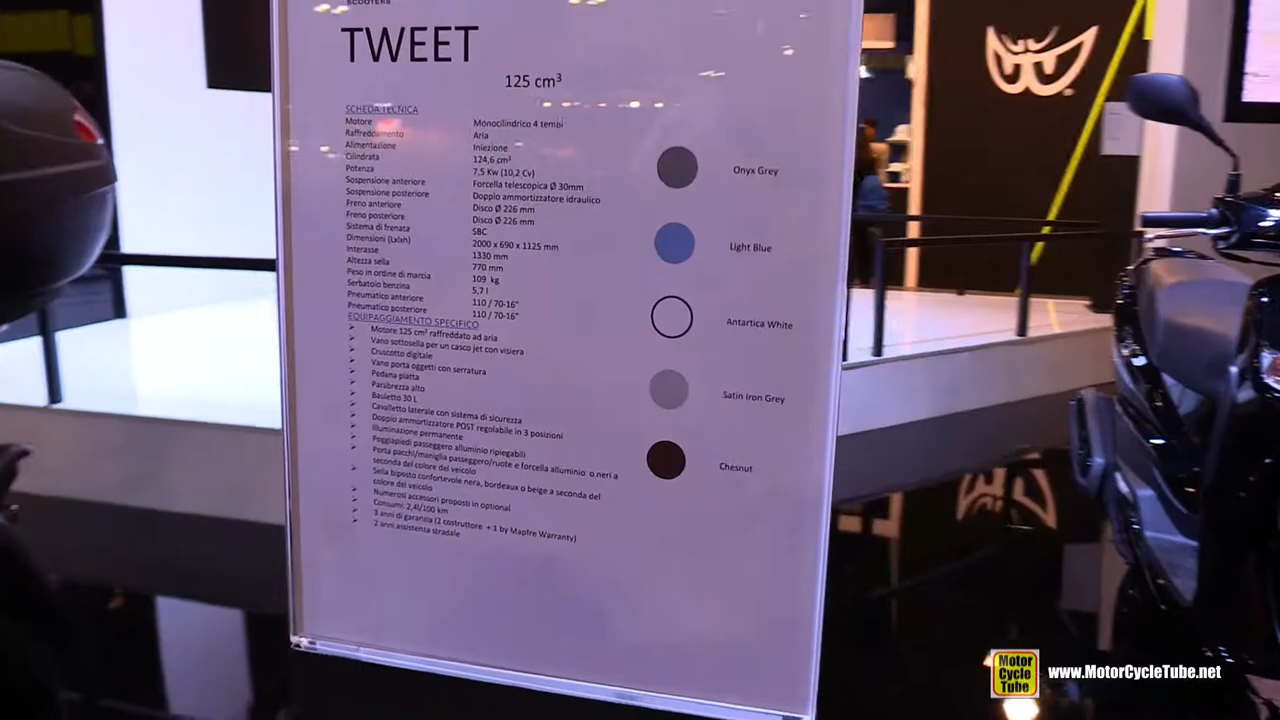 SCOOTERS
TWEET
125 cm³
SCHEDA TECNICA
Motore Monocilindrico 4 tembi
Raffreddamento Aria
Alimentazione Iniezione
Cilindrata 124,6 cm³
Potenza 7,5 Kw (10,2 Cv)
Sospensione anteriore Forcella telescopica Ø 30mm
Sospensione posteriore Doppio ammortizzatore idraulico
Freno anteriore Disco Ø 226 mm
Freno posteriore Disco Ø 226 mm
Sistema di frenata SBC
Dimensioni (Lxlxh) 2000 x 690 x 1125 mm
Interasse 1330 mm
Altezza sella 770 mm
Peso in ordine di marcia 109 kg
Serbatoio benzina 5,7 l
Pneumatico anteriore 110 / 70-16"
Pneumatico posteriore 110 / 70-16"
EQUIPAGGIAMENTO SPECIFICO
Motore 125 cm³ raffreddato ad aria
Vano sottosella per un casco jet con visiera
Cruscotto digitale
Vano porta oggetti con serratura
Pedana piatta
Parabrezza alto
Bauletto 30 L
Cavalletto laterale con sistema di sicurezza
Doppio ammortizzatore POST regolabile in 3 posizioni
Illuminazione permanente
Poggiapiedi passeggero alluminio ripiegabili
Porta pacchi/maniglia passeggero/ruote e forcella alluminio o neri a
seconda del colore del veicolo
Sella biposto confortevole nera, bordeaux o beige a seconda del
colore del veicolo
Numerosi accessori proposti in optional
Consumi: 2,4l/100 km
3 anni di garanzia (2 costruttore + 1 by Mapfre Warranty)
2 anni assistenza stradale
Onyx Grey
Light Blue
Antartica White
Satin Iron Grey
Chesnut
Motor
Cycle
Tube
www.MotorCycleTube.net